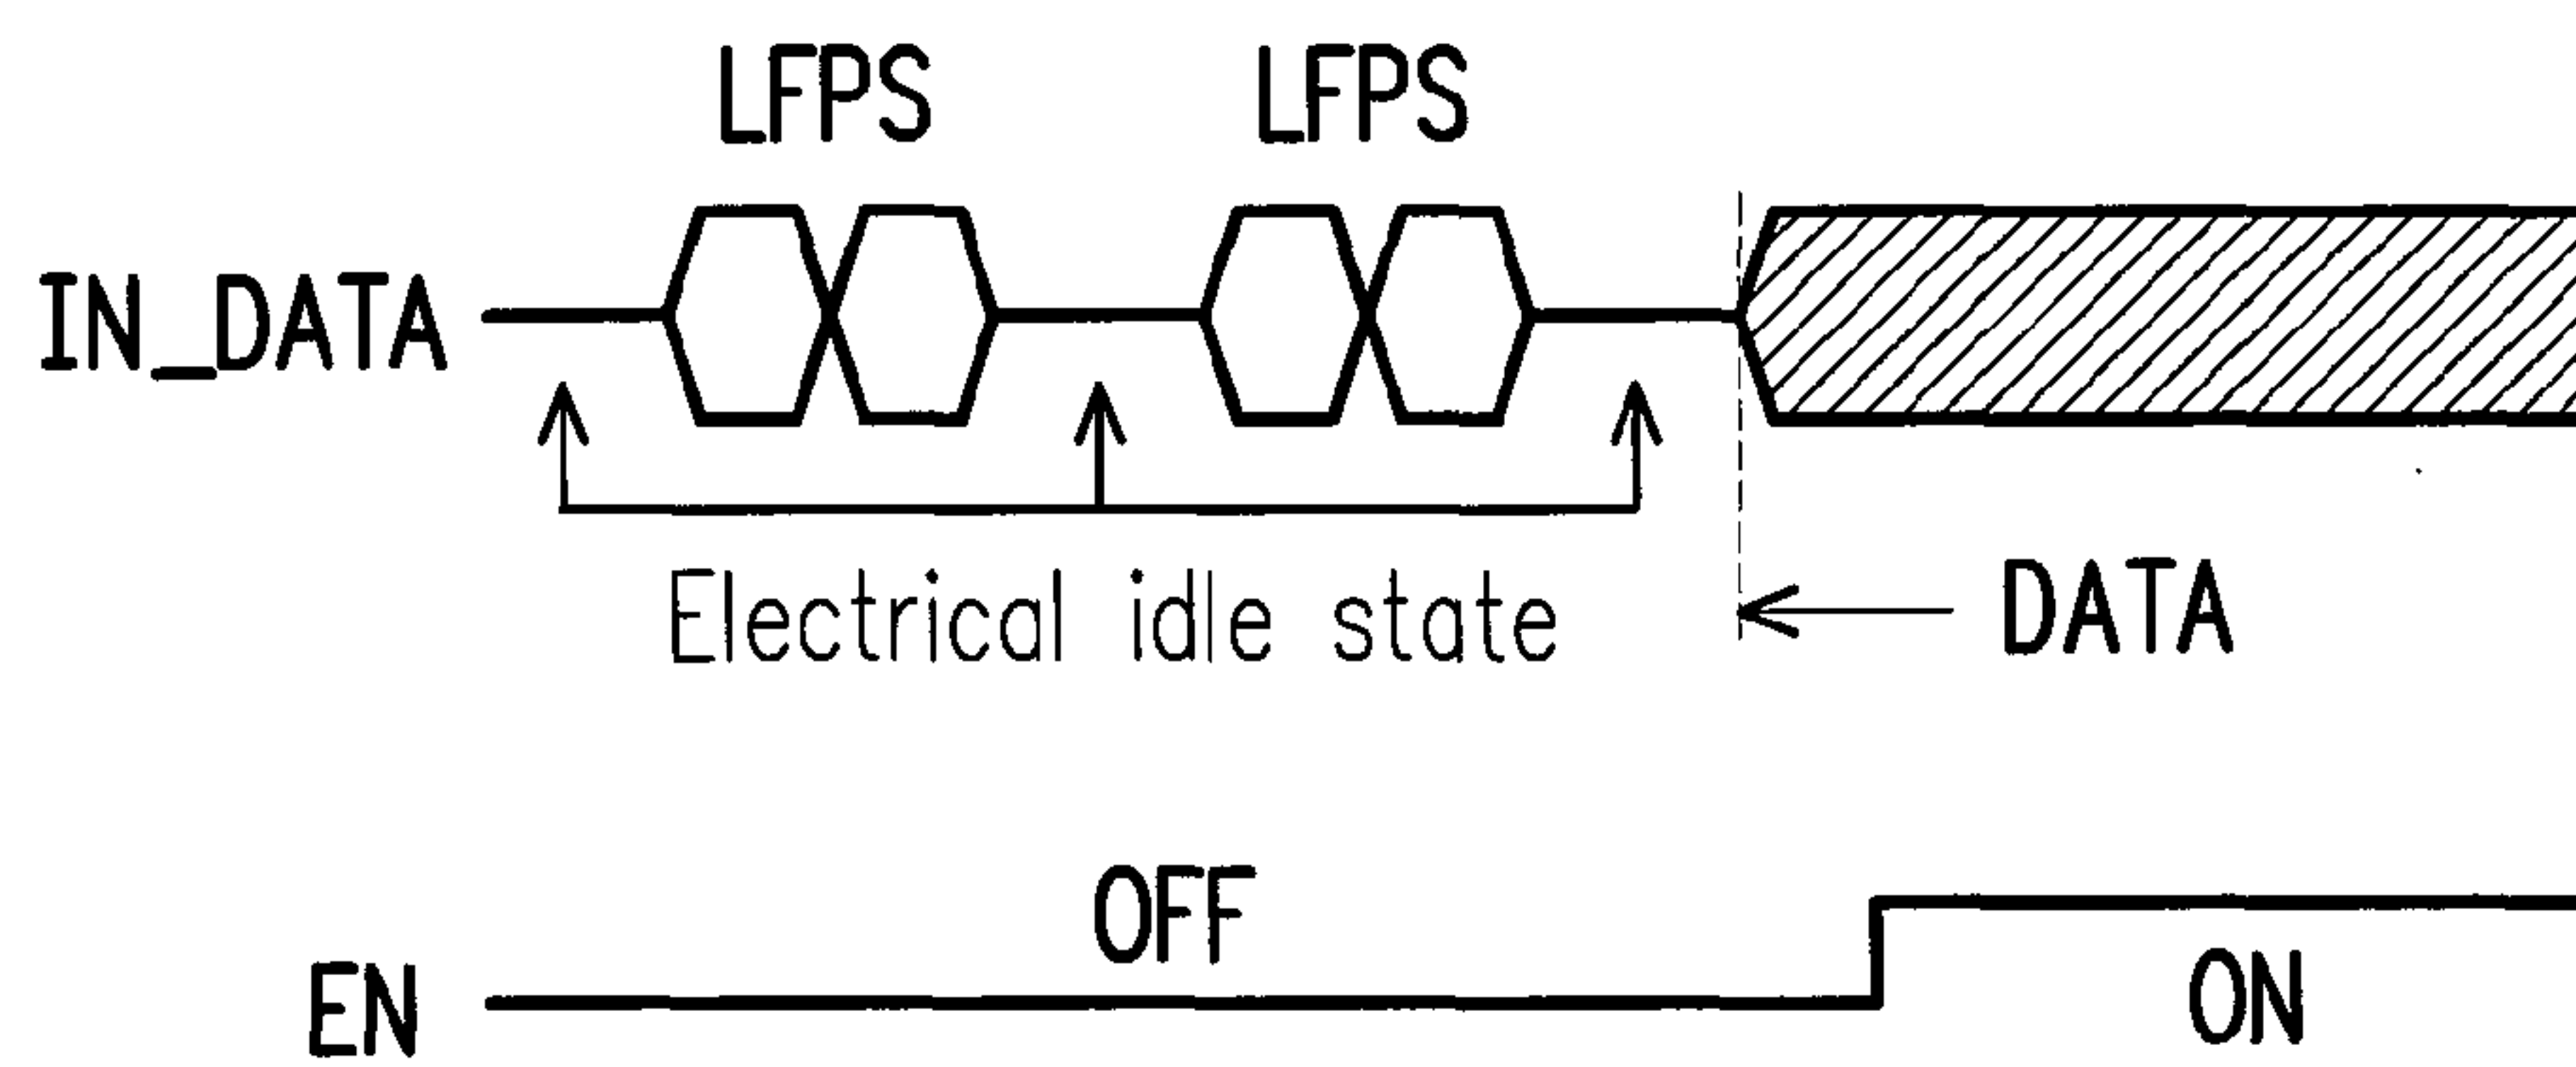 LFPS LFPS
IN_DATA
Electrical idle state
DATA
OFF
EN
ON